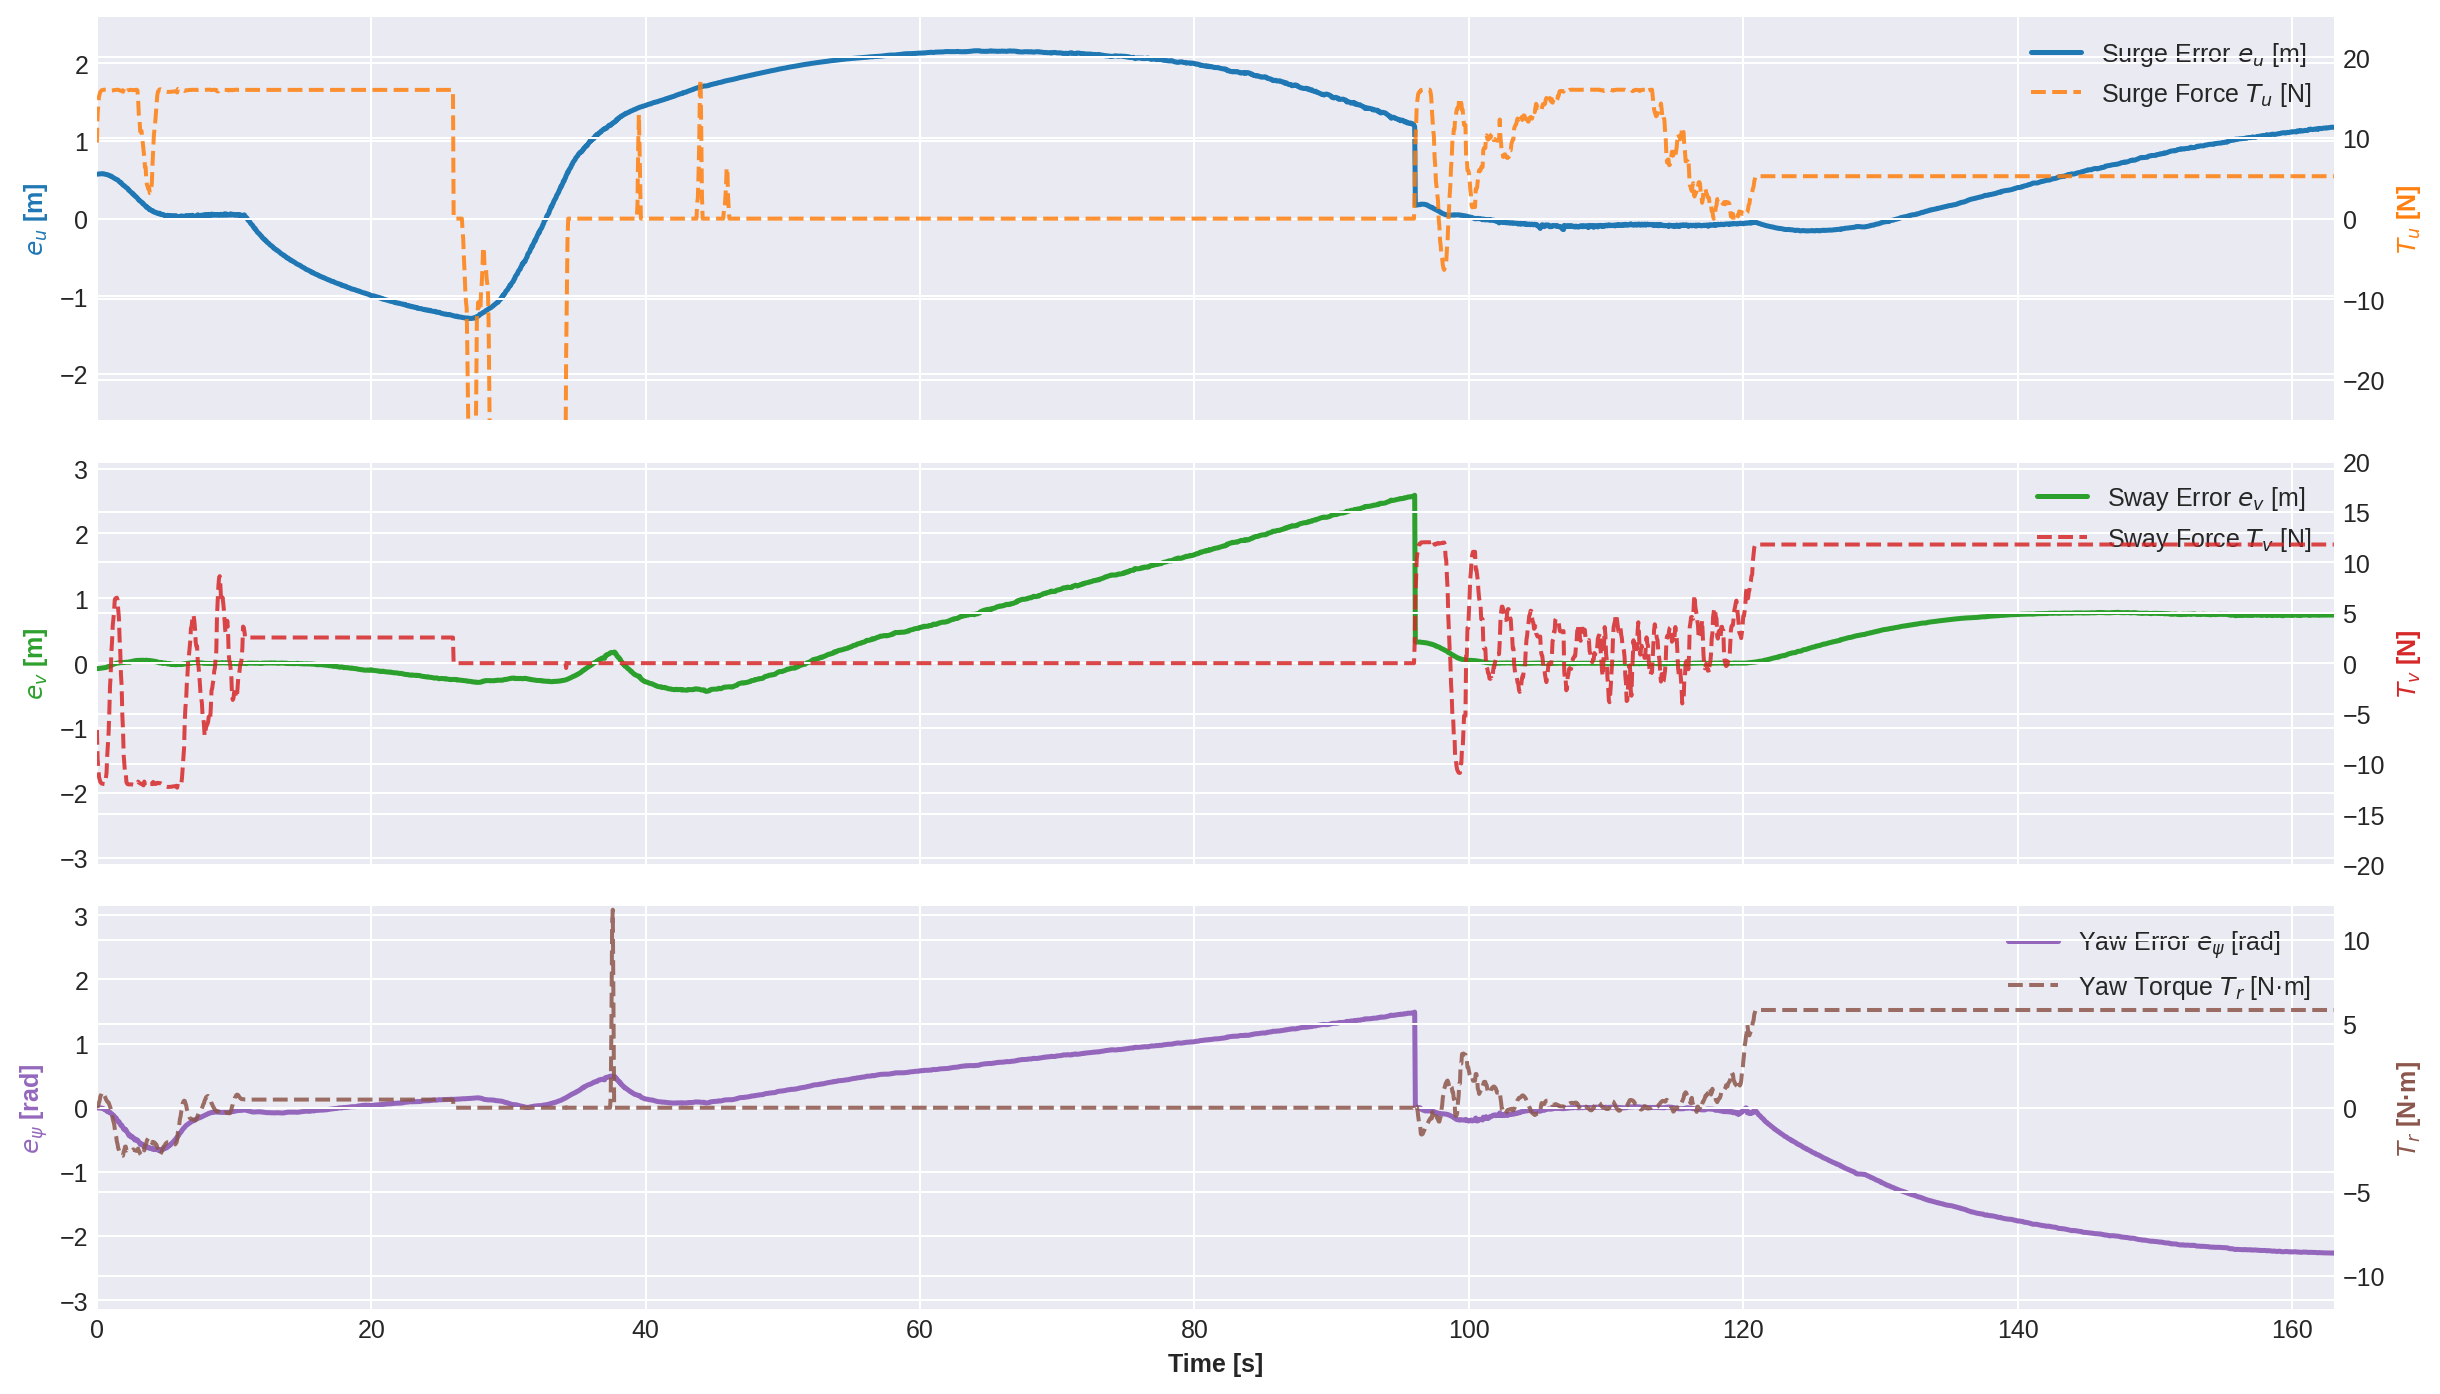 2
1
0
−1
−2
e_u [m]
20
10
0
−10
−20
T_u [N]
Surge Error e_u [m]
Surge Force T_u [N]
3
2
1
0
−1
−2
−3
e_v [m]
20
15
10
5
0
−5
−10
−15
−20
T_v [N]
Sway Error e_v [m]
Sway Force T_v [N]
3
2
1
0
−1
−2
−3
e_ψ [rad]
10
5
0
−5
−10
T_r [N·m]
Yaw Error e_ψ [rad]
Yaw Torque T_r [N·m]
0 20 40 60 80 100 120 140 160
Time [s]